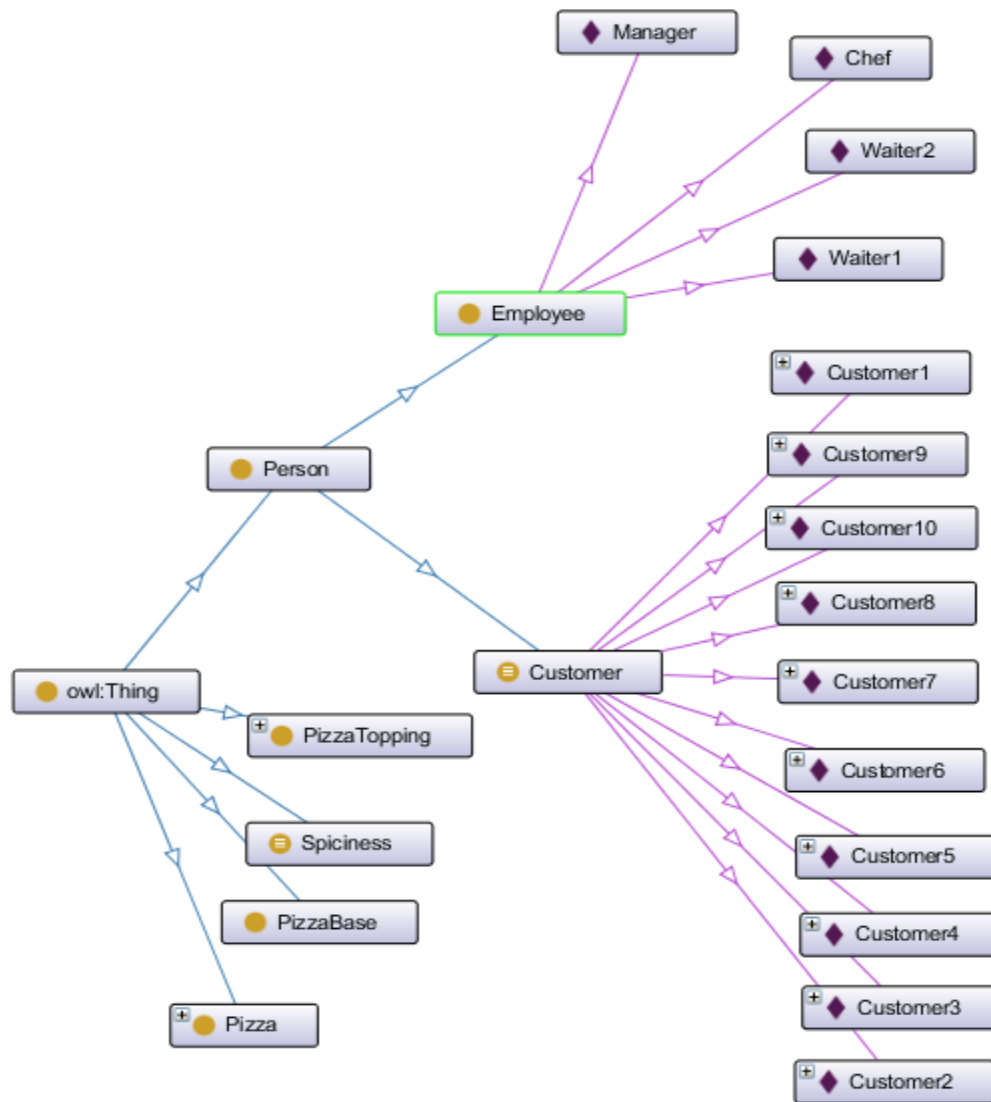 Manager
Chef
Waiter2
Waiter1
Employee
Customer1
Customer9
Person
Customer10
Customer8
Customer
Customer7
owl:Thing
PizzaTopping
Customer6
Spiciness
Customer5
PizzaBase
Customer4
Customer3
Pizza
Customer2